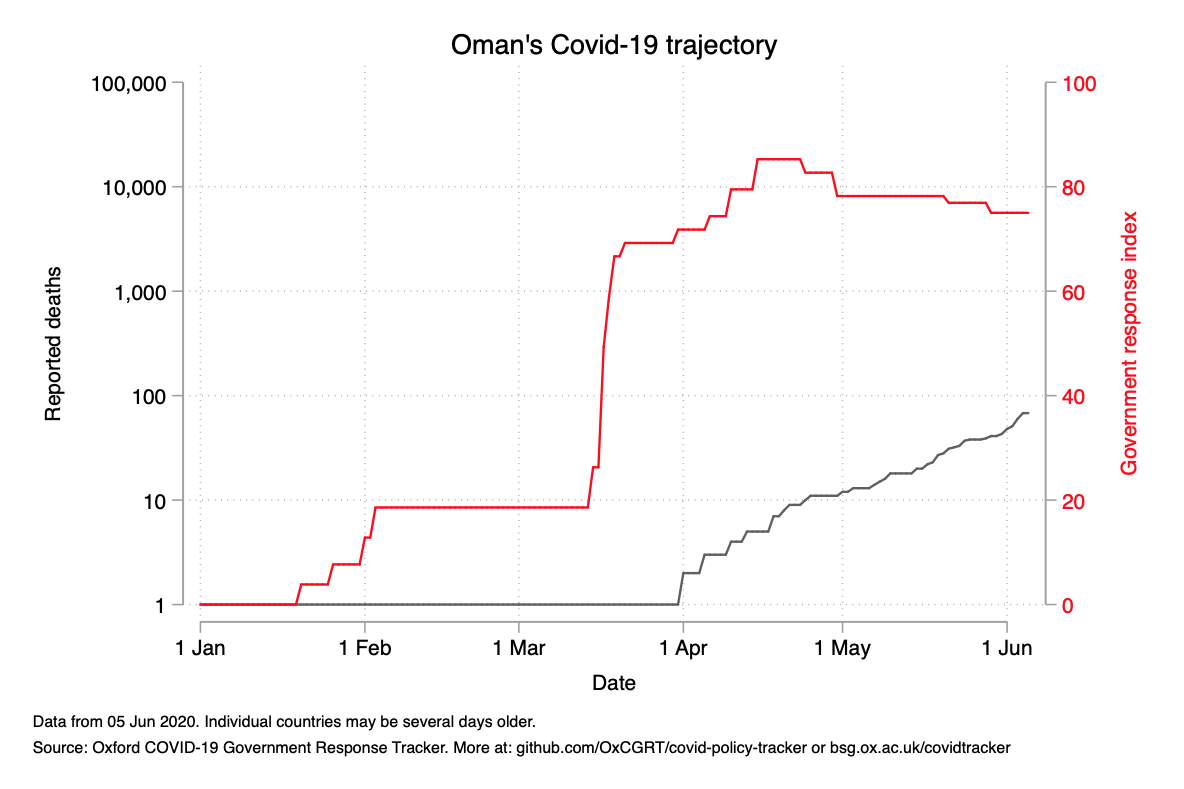 Oman's Covid-19 trajectory
100,000
10,000
1,000
100
10
1
Reported deaths
100
80
60
40
20
0
Government response index
1 Jan 1 Feb 1 Mar 1 Apr 1 May 1 Jun
Date
Data from 05 Jun 2020. Individual countries may be several days older.
Source: Oxford COVID-19 Government Response Tracker. More at: github.com/OxCGRT/covid-policy-tracker or bsg.ox.ac.uk/covidtracker